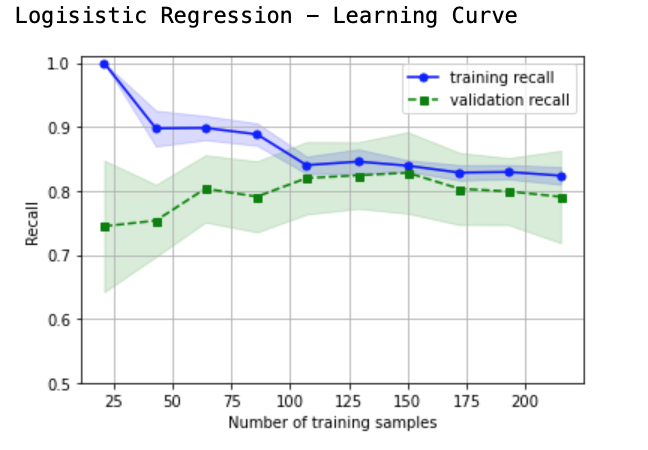 Logisistic Regression – Learning Curve
1.0
training recall
validation recall
0.9
0.8
Recall
0.7
0.6
0.5
25 50 75 100 125 150 175 200
Number of training samples